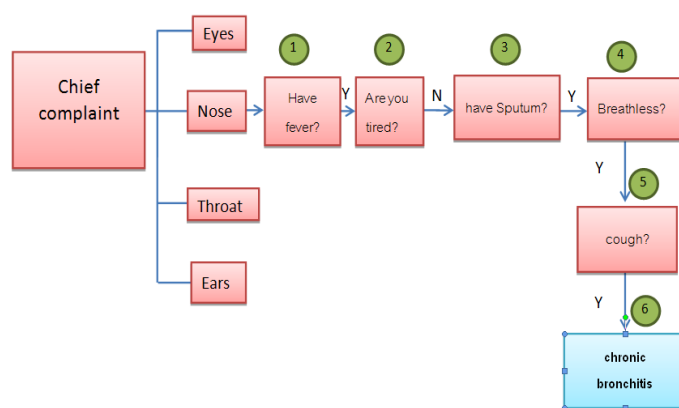 Chief
complaint
Eyes
Nose
Throat
Ears
1
Have
fever?
Y
2
Are you
tired?
N
3
have Sputum?
Y
4
Breathless?
Y
5
cough?
Y
6
chronic
bronchitis